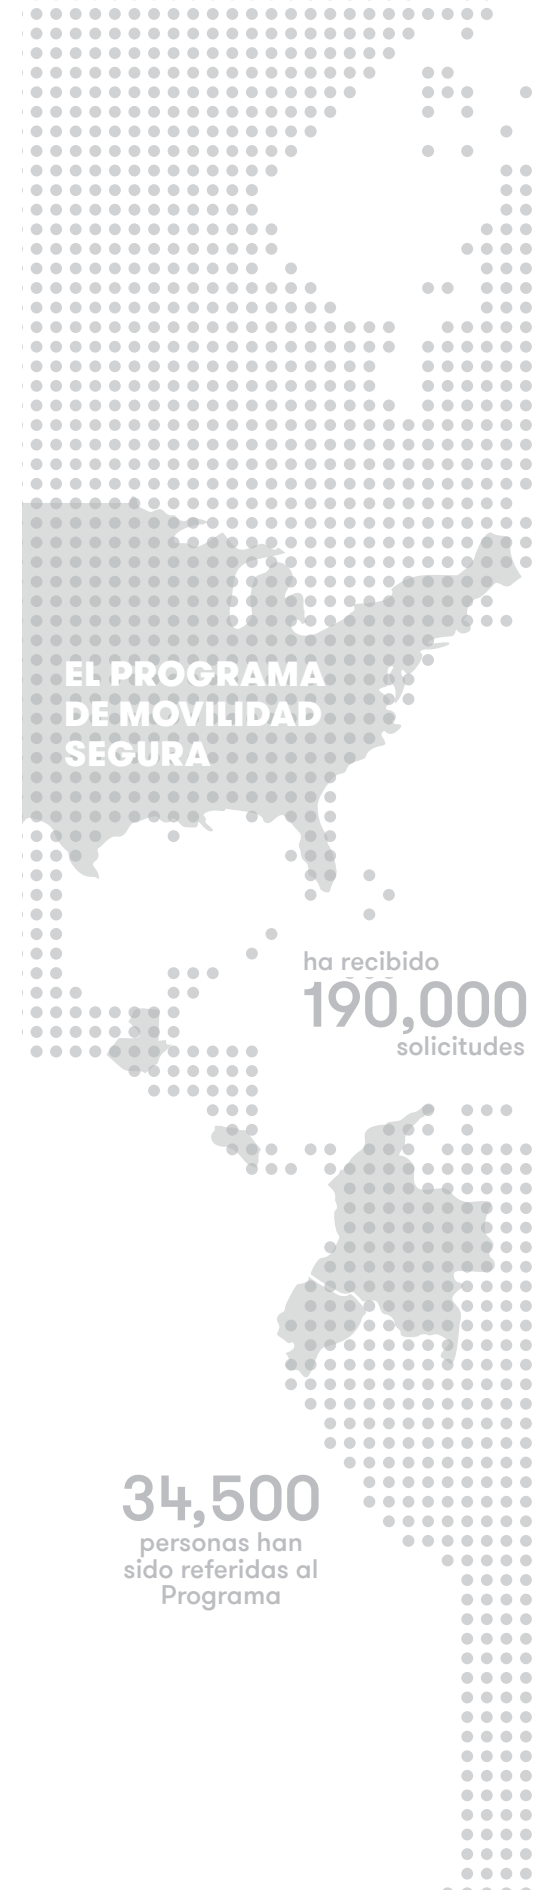 EL PROGRAMA
DE MOVILIDAD
SEGURA
ha recibido
190,000
solicitudes
34,500
personas han
sido referidas al
Programa